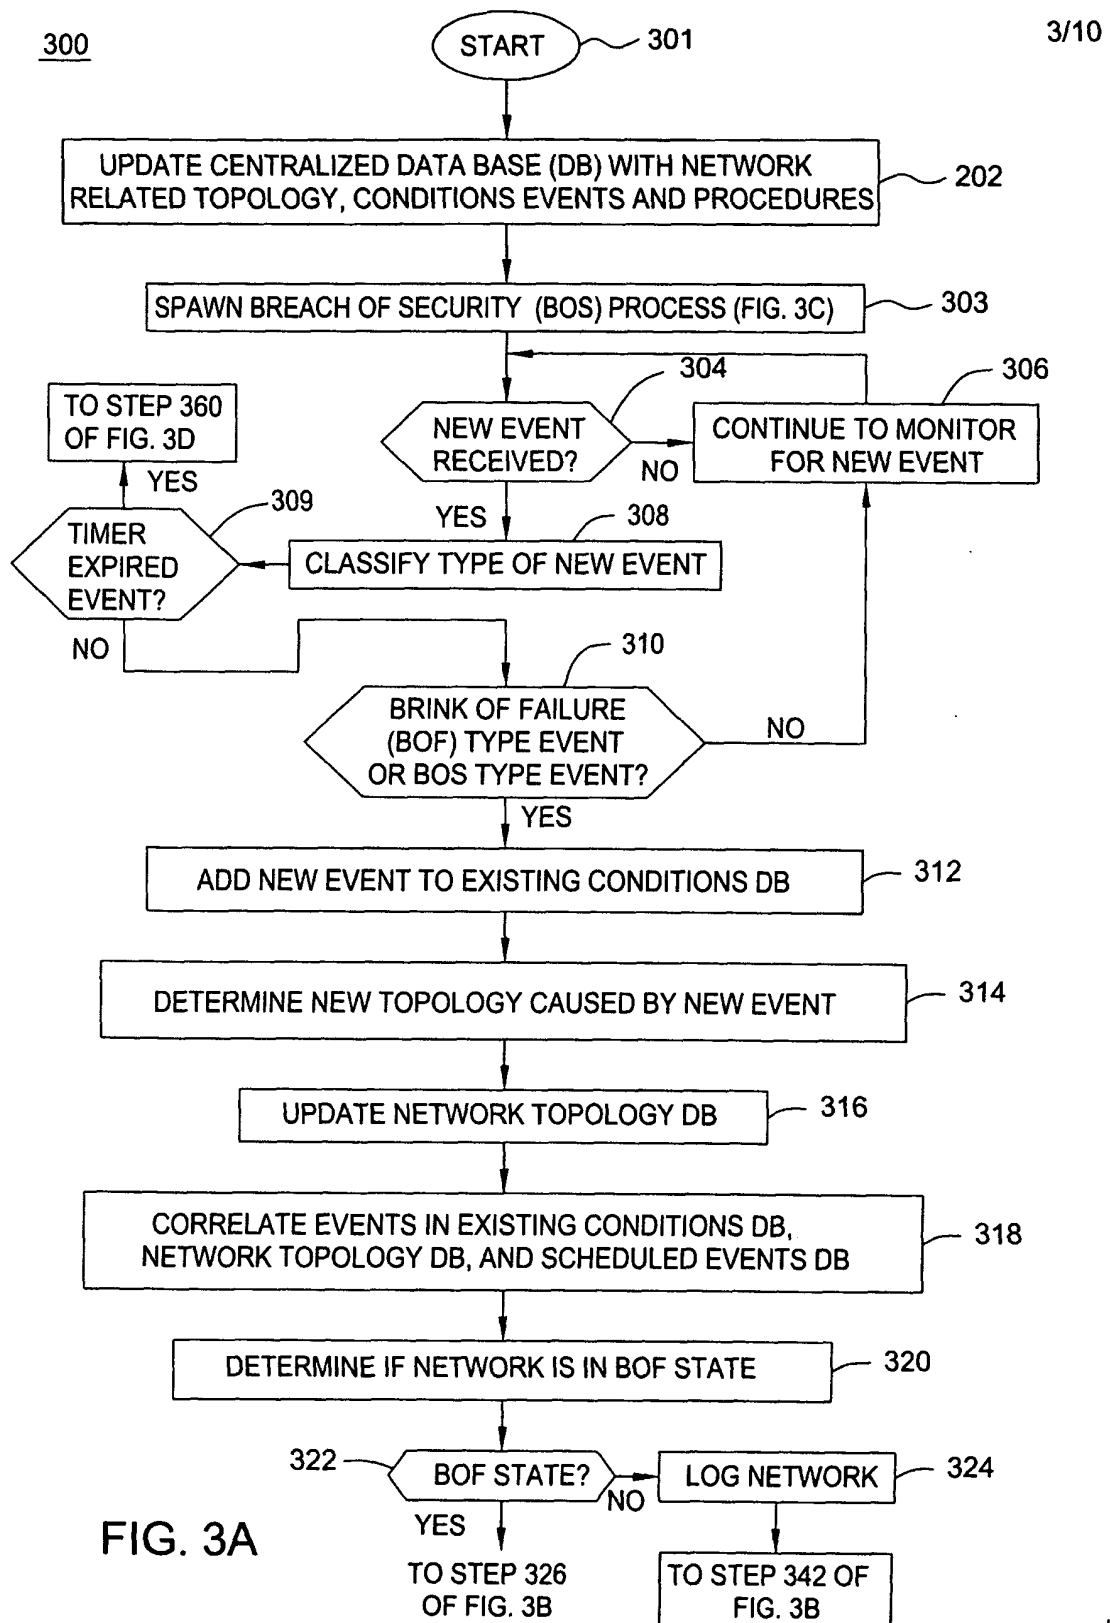 300
3/10
START
301
UPDATE CENTRALIZED DATA BASE (DB) WITH NETWORK
RELATED TOPOLOGY, CONDITIONS EVENTS AND PROCEDURES
202
SPAWN BREACH OF SECURITY (BOS) PROCESS (FIG. 3C)
303
304
306
TO STEP 360
OF FIG. 3D
NEW EVENT
RECEIVED?
NO
CONTINUE TO MONITOR
FOR NEW EVENT
YES
309
YES
308
TIMER
EXPIRED
EVENT?
CLASSIFY TYPE OF NEW EVENT
NO
310
BRINK OF FAILURE
(BOF) TYPE EVENT
OR BOS TYPE EVENT?
NO
YES
ADD NEW EVENT TO EXISTING CONDITIONS DB
312
DETERMINE NEW TOPOLOGY CAUSED BY NEW EVENT
314
UPDATE NETWORK TOPOLOGY DB
316
CORRELATE EVENTS IN EXISTING CONDITIONS DB,
NETWORK TOPOLOGY DB, AND SCHEDULED EVENTS DB
318
DETERMINE IF NETWORK IS IN BOF STATE
320
322
BOF STATE?
NO
LOG NETWORK
324
YES
TO STEP 326
OF FIG. 3B
TO STEP 342 OF
FIG. 3B
FIG. 3A